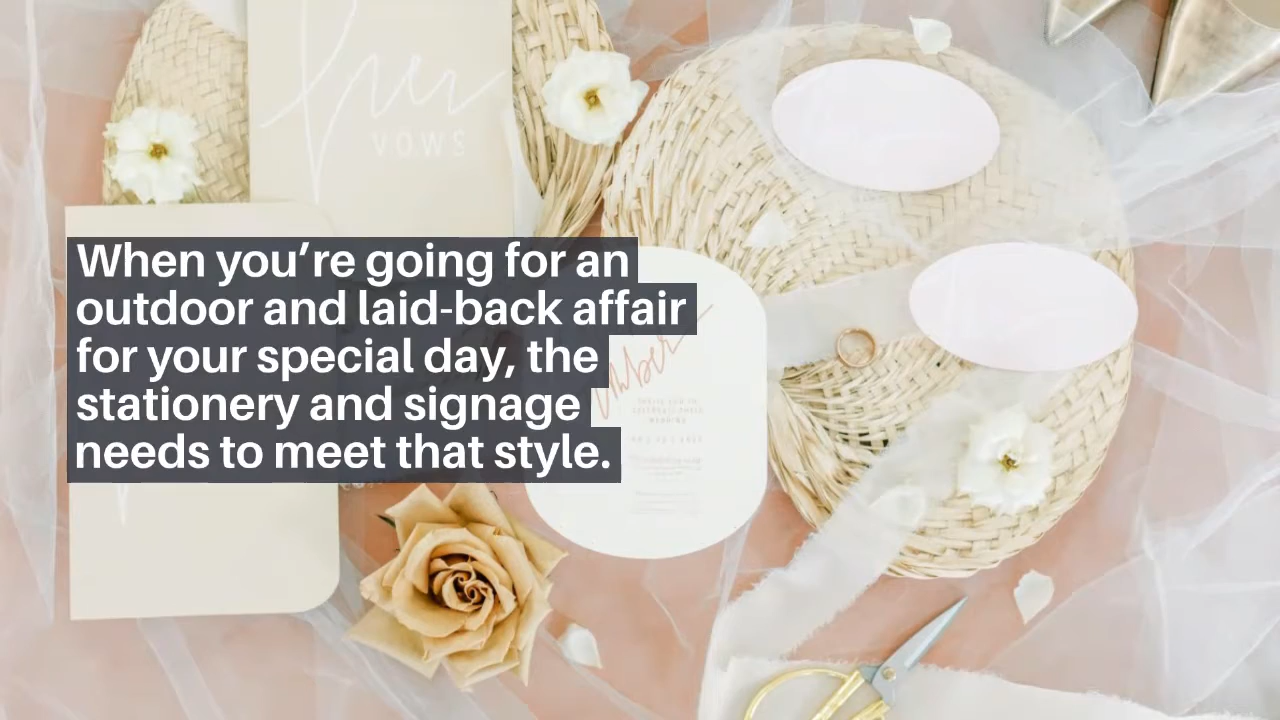 her
VOWS
When you’re going for an
outdoor and laid-back affair
for your special day, the
stationery and signage
needs to meet that style.